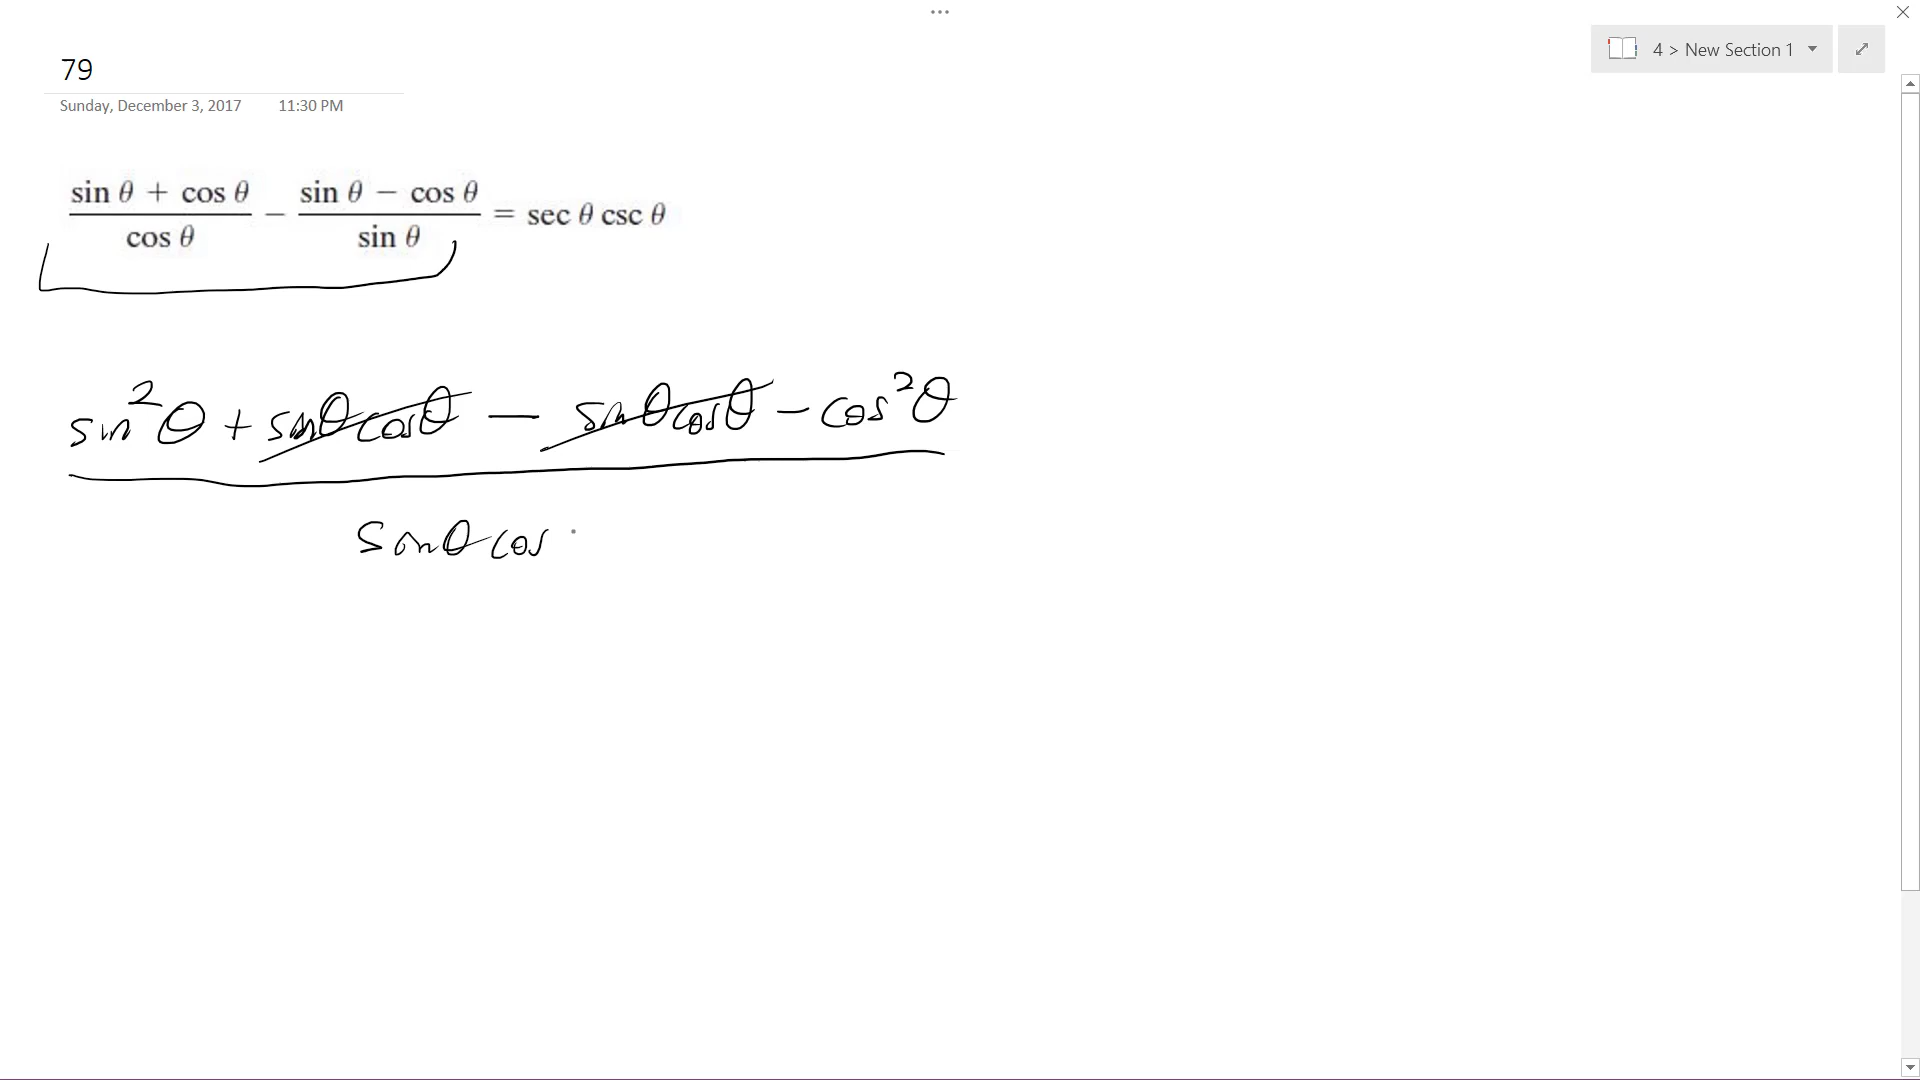 4 > New Section 1
79
Sunday, December 3, 2017 11:30 PM
sin θ + cos θ / cos θ − sin θ − cos θ / sin θ = sec θ csc θ
sin²θ + sinθcosθ − sinθcosθ − cos²θ
sinθ cos